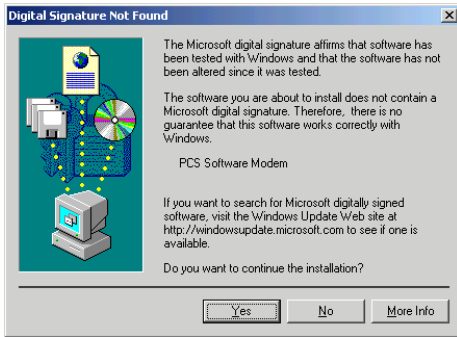 Digital Signature Not Found
The Microsoft digital signature affirms that software has
been tested with Windows and that the software has not
been altered since it was tested.
The software you are about to install does not contain a
Microsoft digital signature. Therefore, there is no
guarantee that this software works correctly with
Windows.
PCS Software Modem
If you want to search for Microsoft digitally signed
software, visit the Windows Update Web site at
http://windowsupdate.microsoft.com to see if one is
available.
Do you want to continue the installation?
Yes No More Info